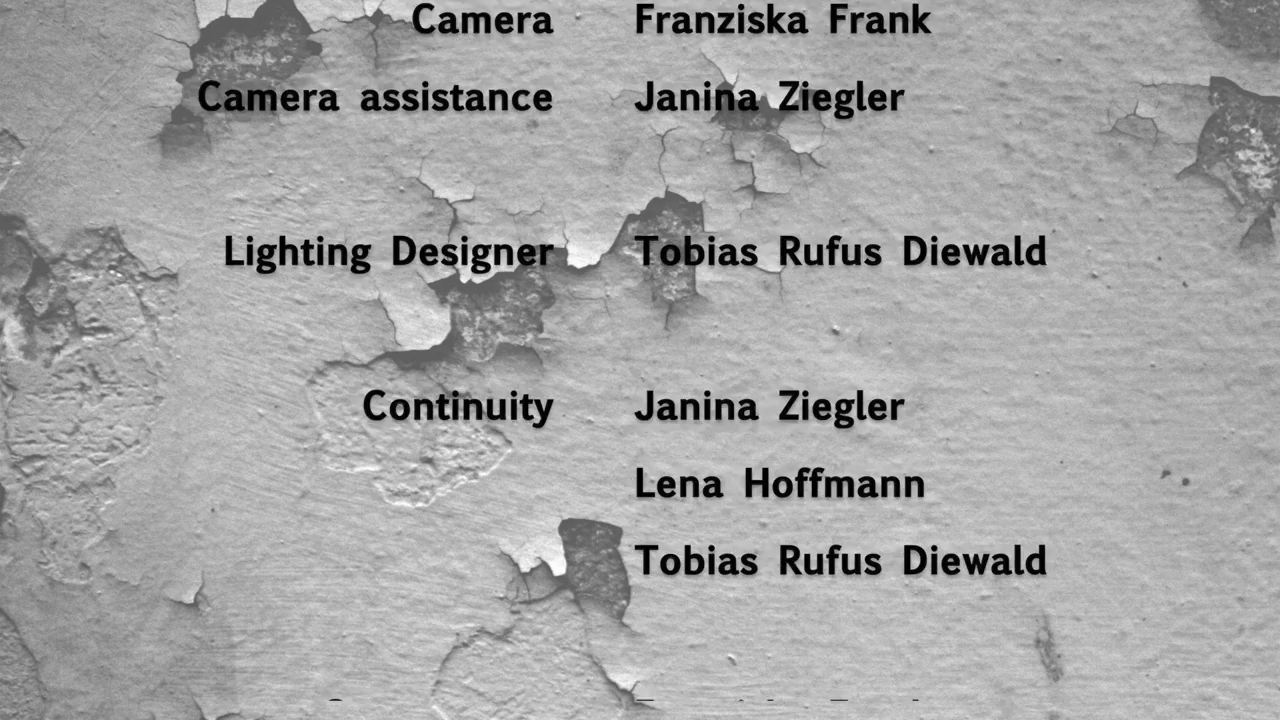 Camera Franziska Frank
Camera assistance Janina Ziegler
Lighting Designer Tobias Rufus Diewald
Continuity Janina Ziegler
Lena Hoffmann
Tobias Rufus Diewald